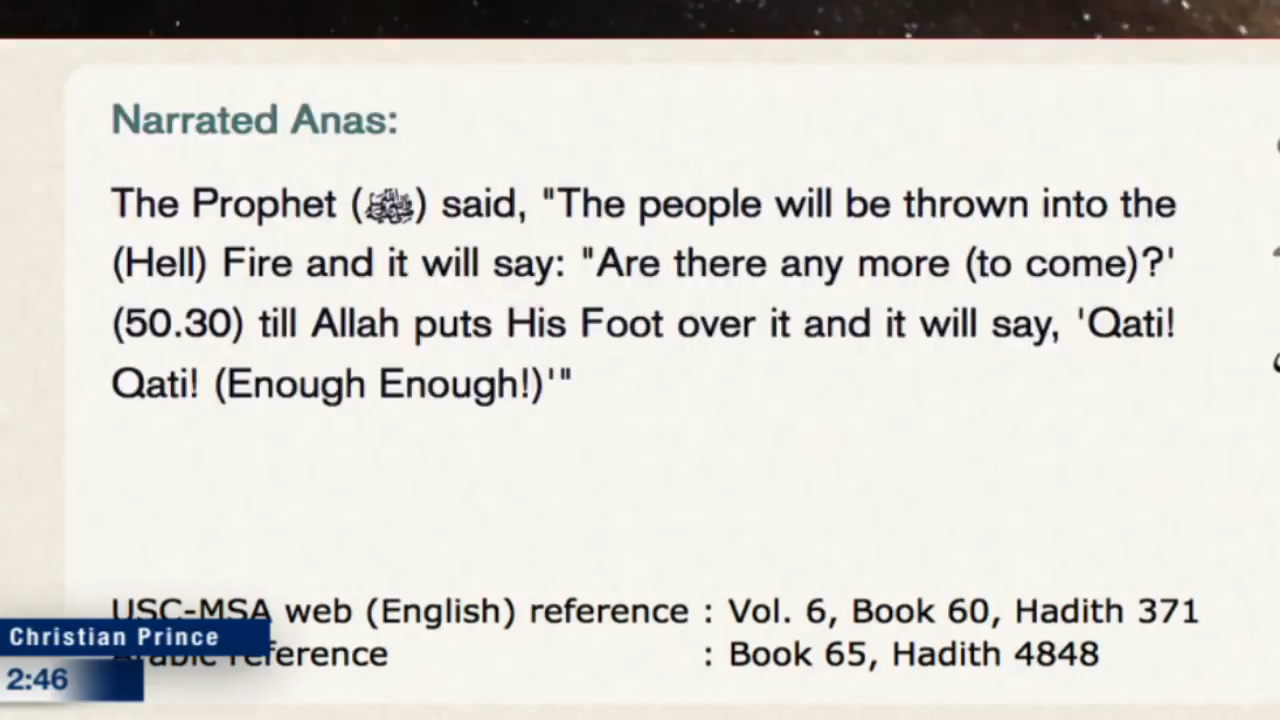 Narrated Anas:
The Prophet (ﷺ) said, "The people will be thrown into the
(Hell) Fire and it will say: "Are there any more (to come)?'
(50.30) till Allah puts His Foot over it and it will say, 'Qati!
Qati! (Enough Enough!)'"
USC-MSA web (English) reference : Vol. 6, Book 60, Hadith 371
Christian Prince
Arabic reference : Book 65, Hadith 4848
2:46